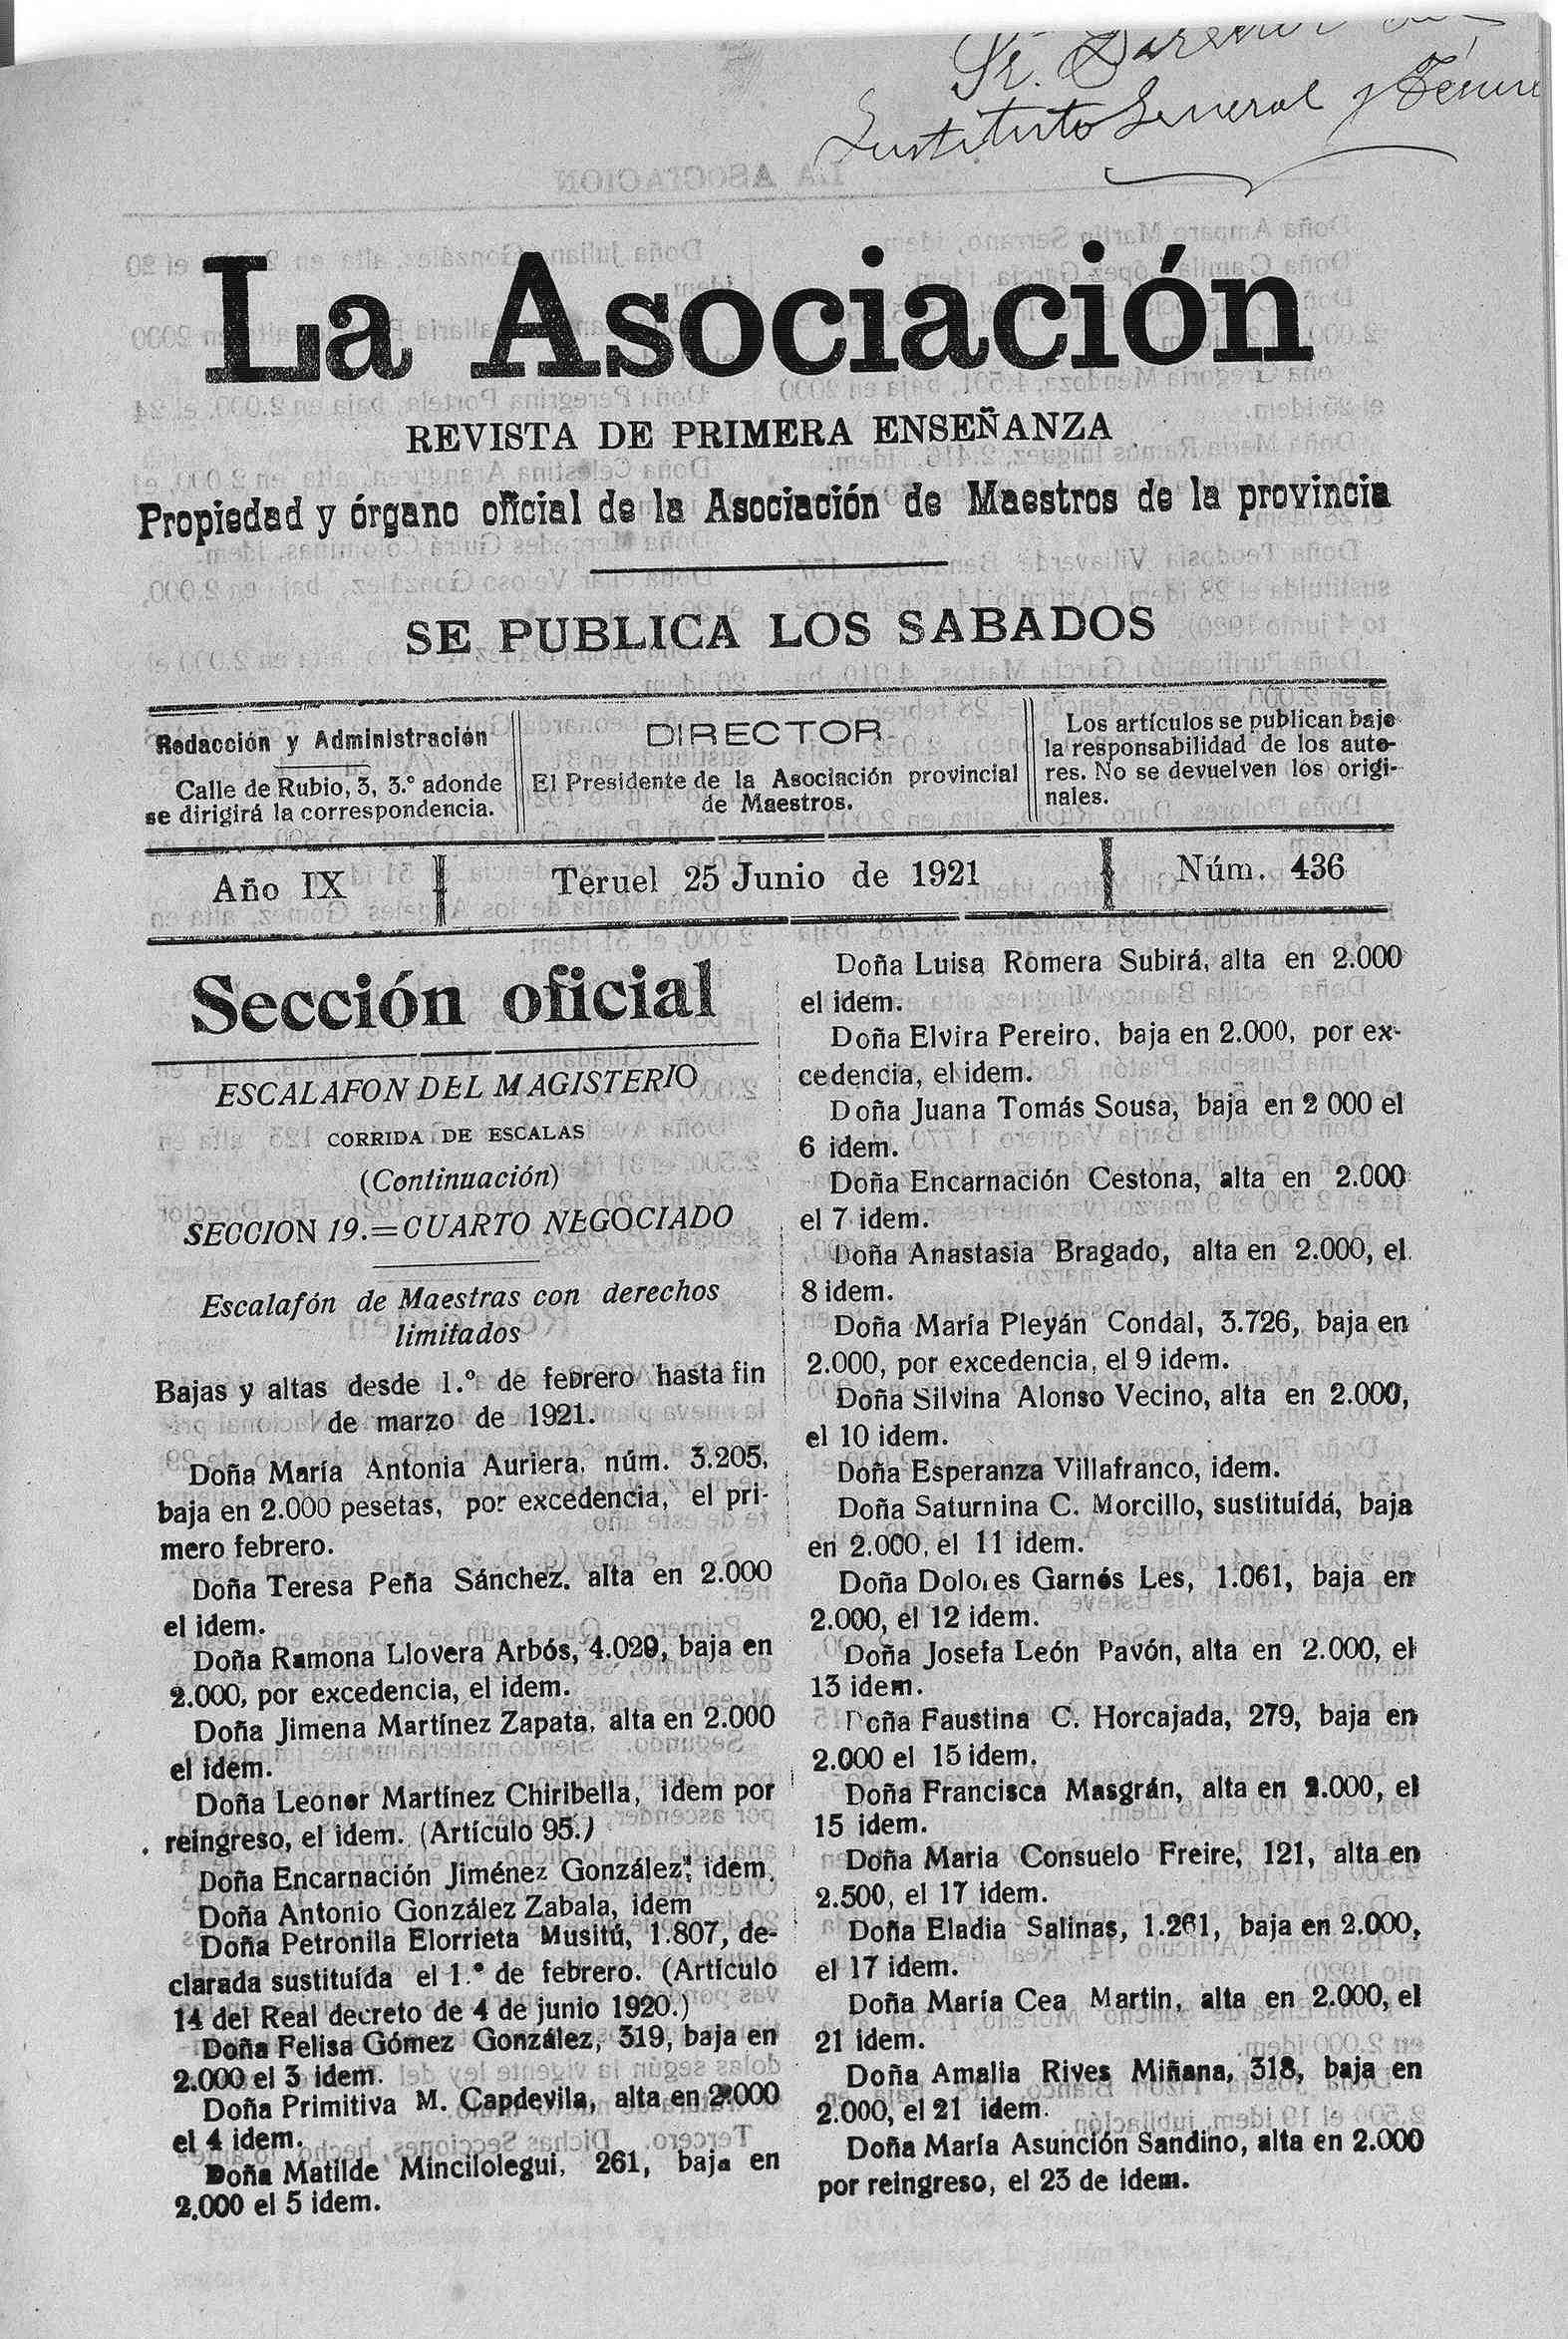 Sr. Director del
Instituto General y Técni
La Asociación
REVISTA DE PRIMERA ENSEÑANZA
Propiedad y órgano oficial de la Asociación de Maestros de la provincia
SE PUBLICA LOS SABADOS
Redacción y Administración
Calle de Rubio, 3, 3.º adonde
se dirigirá la correspondencia.
DIRECTOR
El Presidente de la Asociación provincial
de Maestros.
Los artículos se publican bajo
la responsabilidad de los auto-
res. No se devuelven los origi-
nales.
Año IX
Teruel 25 Junio de 1921
Núm. 436
Sección oficial
ESCALAFON DEL MAGISTERIO
CORRIDA DE ESCALAS
(Continuación)
SECCION 19.=CUARTO NEGOCIADO
Escalafón de Maestras con derechos
limitados
Bajas y altas desde 1.º de febrero hasta fin
de marzo de 1921.
Doña María Antonia Auriera, núm. 3.205,
baja en 2.000 pesetas, por excedencia, el pri-
mero febrero.
Doña Teresa Peña Sánchez, alta en 2.000
el idem.
Doña Ramona Llovera Arbós, 4.029, baja en
2.000, por excedencia, el idem.
Doña Jimena Martínez Zapata, alta en 2.000
el idem.
Doña Leonor Martínez Chiribella, idem por
reingreso, el idem. (Artículo 95.)
Doña Encarnación Jiménez González, idem.
Doña Antonio González Zabala, idem
Doña Petronila Elorrieta Musitú, 1.807, de-
clarada sustituída el 1.º de febrero. (Artículo
14 del Real decreto de 4 de junio 1920.)
Doña Felisa Gómez González, 319, baja en
2.000 el 3 idem.
Doña Primitiva M. Capdevila, alta en 2.000
el 4 idem.
Doña Matilde Mincilolegui, 261, baja en
2.000 el 5 idem.
Doña Luisa Romera Subirá, alta en 2.000
el idem.
Doña Elvira Pereiro, baja en 2.000, por ex-
cedencia, el idem.
Doña Juana Tomás Sousa, baja en 2 000 el
6 idem.
Doña Encarnación Cestona, alta en 2.000
el 7 idem.
Doña Anastasia Bragado, alta en 2.000, el
8 idem.
Doña María Pleyán Condal, 3.726, baja en
2.000, por excedencia, el 9 idem.
Doña Silvina Alonso Vecino, alta en 2.000,
el 10 idem.
Doña Esperanza Villafranco, idem.
Doña Saturnina C. Morcillo, sustituídá, baja
en 2.000, el 11 idem.
Doña Dolores Garnés Les, 1.061, baja en
2.000, el 12 idem.
Doña Josefa León Pavón, alta en 2.000, el
13 idem.
Doña Faustina C. Horcajada, 279, baja en
2.000 el 15 idem.
Doña Francisca Masgrán, alta en 2.000, el
15 idem.
Doña Maria Consuelo Freire, 121, alta en
2.500, el 17 idem.
Doña Eladia Salinas, 1.261, baja en 2.000,
el 17 idem.
Doña María Cea Martin, alta en 2.000, el
21 idem.
Doña Amalia Rives Miñana, 318, baja en
2.000, el 21 idem.
Doña María Asunción Sandino, alta en 2.000
por reingreso, el 23 de idem.